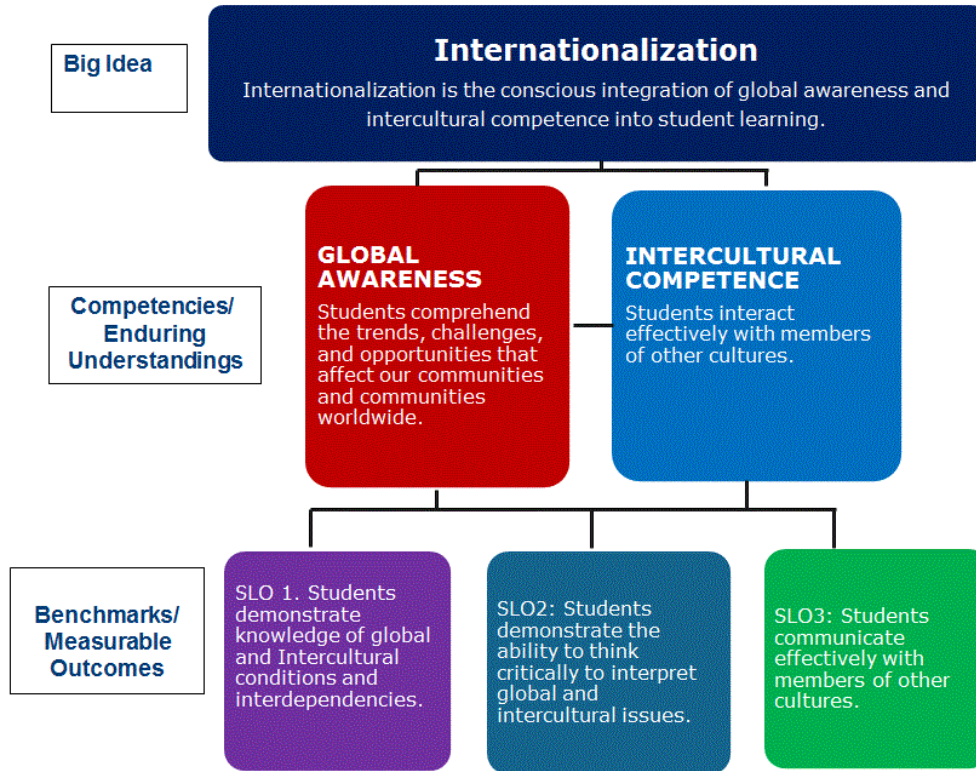 Big Idea
Internationalization
Internationalization is the conscious integration of global awareness and
intercultural competence into student learning.
Competencies/
Enduring
Understandings
GLOBAL
AWARENESS
Students comprehend
the trends, challenges,
and opportunities that
affect our communities
and communities
worldwide.
INTERCULTURAL
COMPETENCE
Students interact
effectively with members
of other cultures.
Benchmarks/
Measurable
Outcomes
SLO 1. Students
demonstrate
knowledge of global
and Intercultural
conditions and
interdependencies.
SLO2: Students
demonstrate the
ability to think
critically to interpret
global and
intercultural issues.
SLO3: Students
communicate
effectively with
members of other
cultures.